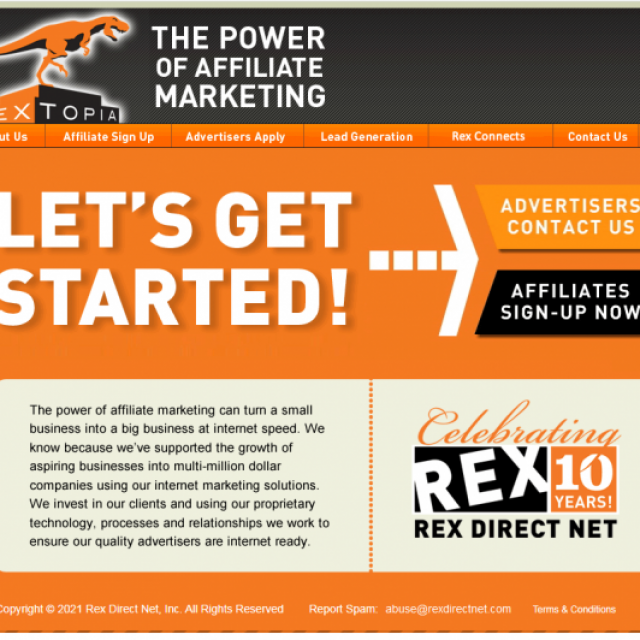 THE POWER
OF AFFILIATE
MARKETING
EXTOPIA
ut Us Affiliate Sign Up Advertisers Apply Lead Generation Rex Connects Contact Us
LET'S GET
STARTED!
ADVERTISERS
CONTACT US
AFFILIATES
SIGN-UP NOW
The power of affiliate marketing can turn a small
business into a big business at internet speed. We
know because we've supported the growth of
aspiring businesses into multi-million dollar
companies using our internet marketing solutions.
We invest in our clients and using our proprietary
technology, processes and relationships we work to
ensure our quality advertisers are internet ready.
Celebrating
REX 10
YEARS!
REX DIRECT NET
Copyright © 2021 Rex Direct Net, Inc. All Rights Reserved Report Spam: abuse@rexdirectnet.com Terms & Conditions